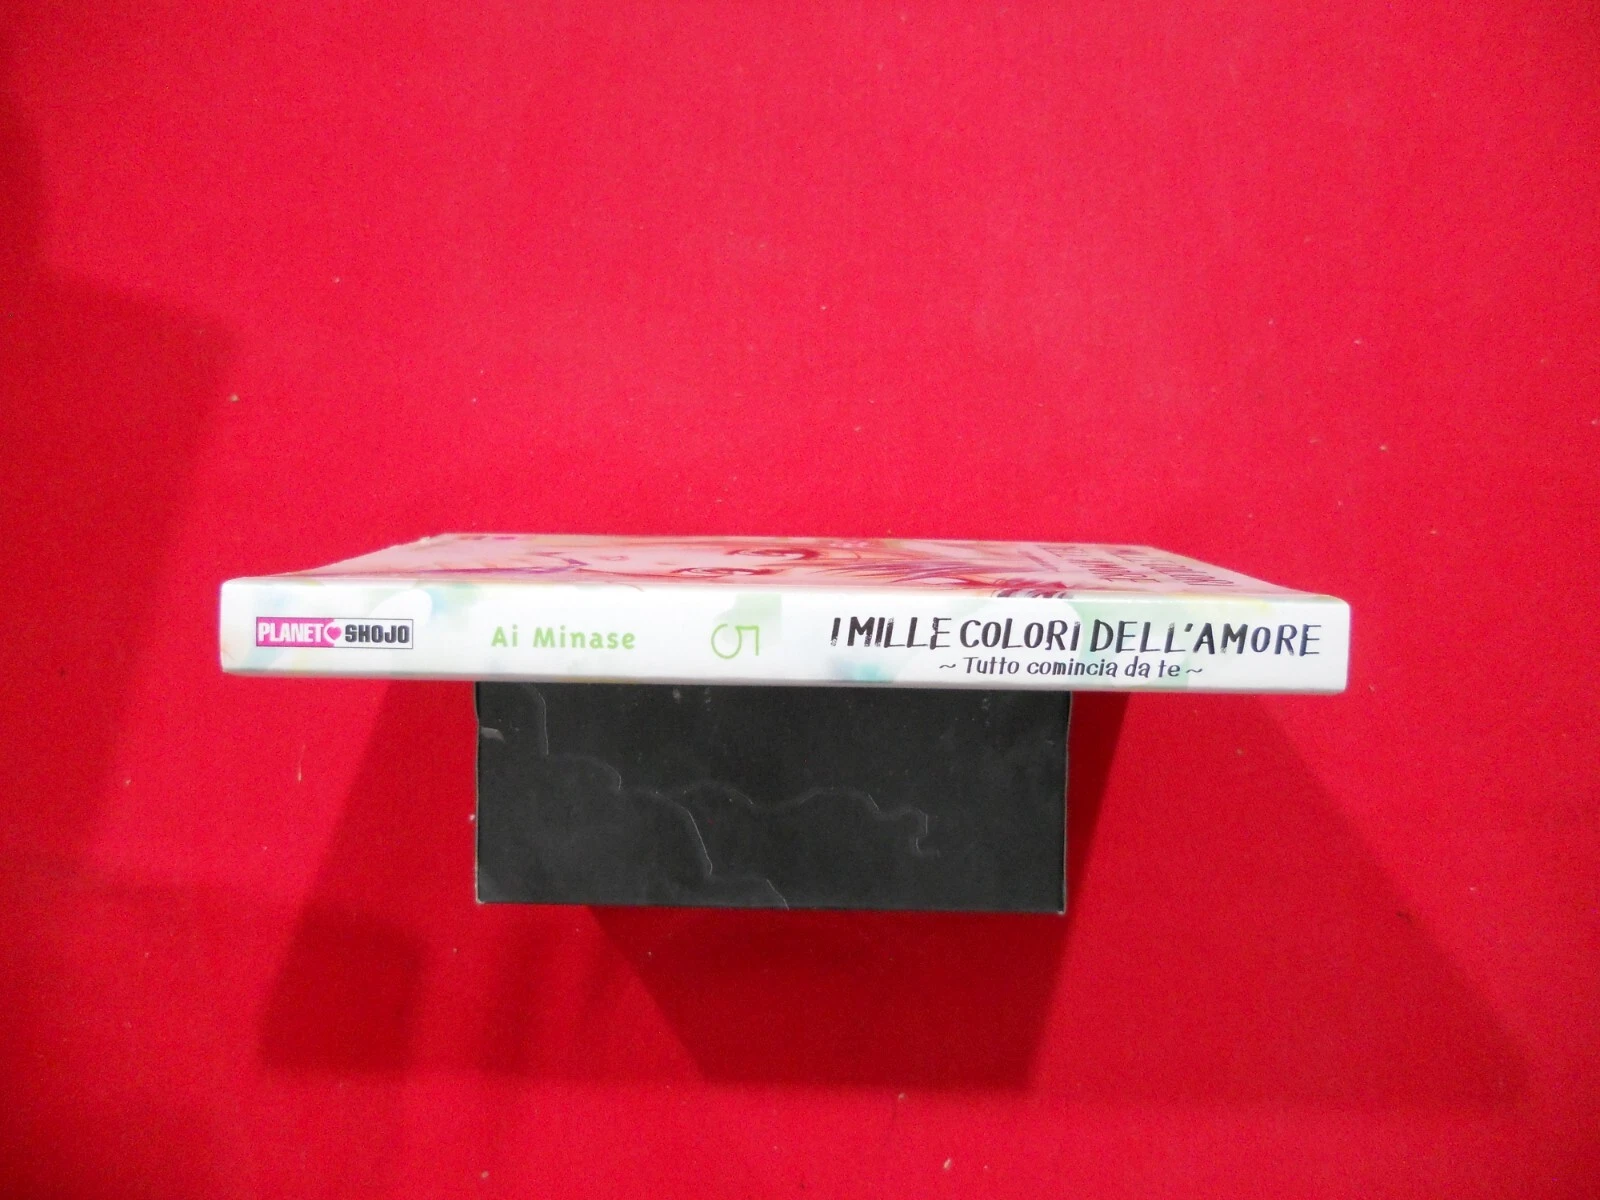 PLANET SHOJO
Ai Minase
5
I MILLE COLORI DELL'AMORE
~ Tutto comincia da te ~